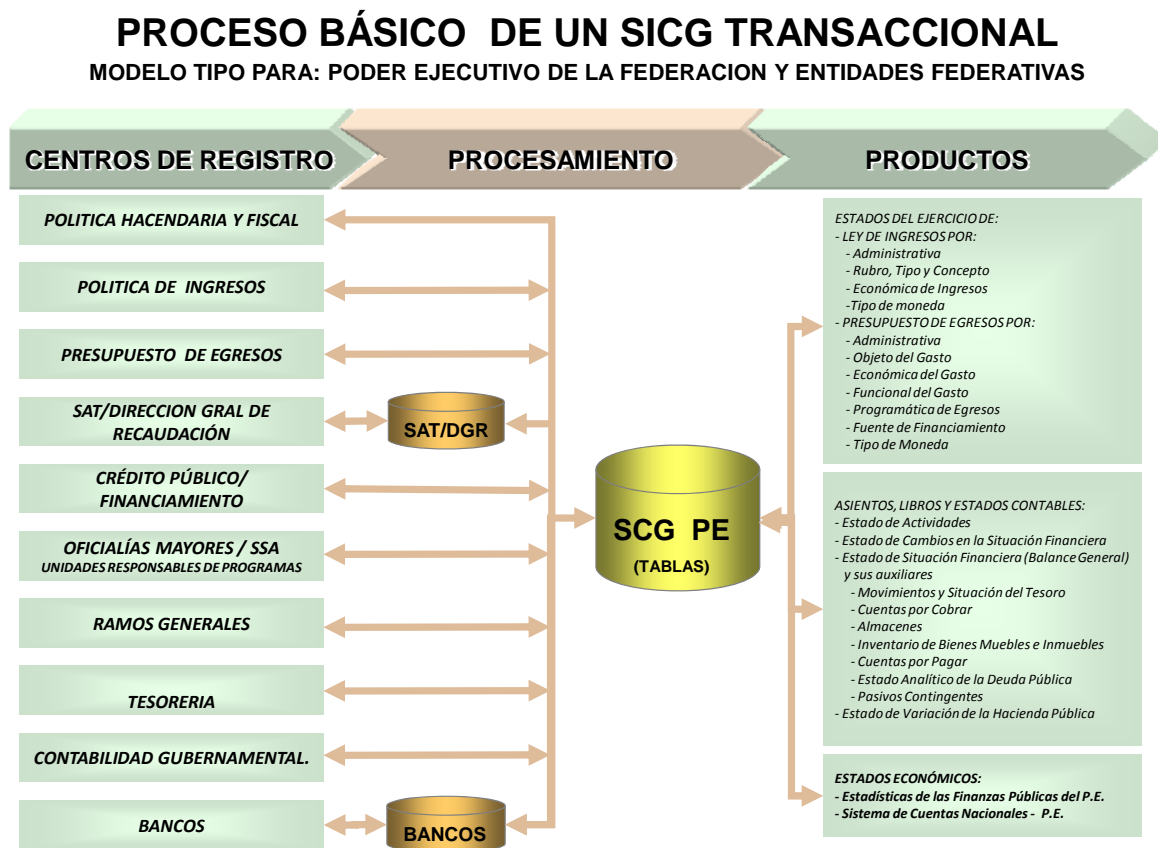 PROCESO BÁSICO DE UN SICG TRANSACCIONAL
MODELO TIPO PARA: PODER EJECUTIVO DE LA FEDERACION Y ENTIDADES FEDERATIVAS
CENTROS DE REGISTRO
PROCESAMIENTO
PRODUCTOS
POLITICA HACENDARIA Y FISCAL
POLITICA DE INGRESOS
PRESUPUESTO DE EGRESOS
SAT/DIRECCION GRAL DE
RECAUDACIÓN
CRÉDITO PÚBLICO/
FINANCIAMIENTO
OFICIALÍAS MAYORES / SSA
UNIDADES RESPONSABLES DE PROGRAMAS
RAMOS GENERALES
TESORERIA
CONTABILIDAD GUBERNAMENTAL.
BANCOS
SAT/DGR
BANCOS
SCG PE
(TABLAS)
ESTADOS DEL EJERCICIO DE:
- LEY DE INGRESOS POR:
- Administrativa
- Rubro, Tipo y Concepto
- Económica de Ingresos
-Tipo de moneda
- PRESUPUESTO DE EGRESOS POR:
- Administrativa
- Objeto del Gasto
- Económica del Gasto
- Funcional del Gasto
- Programática de Egresos
- Fuente de Financiamiento
- Tipo de Moneda
ASIENTOS, LIBROS Y ESTADOS CONTABLES:
- Estado de Actividades
- Estado de Cambios en la Situación Financiera
- Estado de Situación Financiera (Balance General)
y sus auxiliares
- Movimientos y Situación del Tesoro
- Cuentas por Cobrar
- Almacenes
- Inventario de Bienes Muebles e Inmuebles
- Cuentas por Pagar
- Estado Analítico de la Deuda Pública
- Pasivos Contingentes
- Estado de Variación de la Hacienda Pública
ESTADOS ECONÓMICOS:
- Estadísticas de las Finanzas Públicas del P.E.
- Sistema de Cuentas Nacionales - P.E.